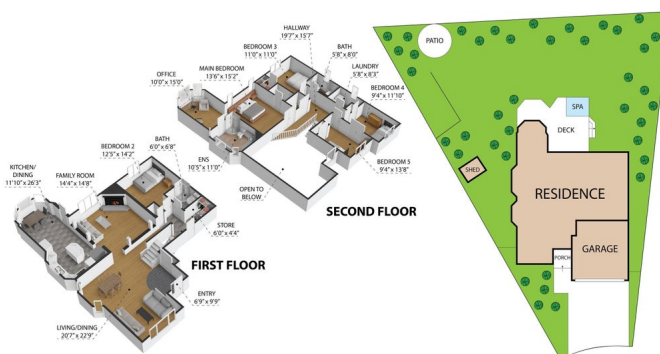 HALLWAY
19'7" x 15'7"
BEDROOM 3
11'0" x 11'0"
BATH
5'8" x 8'0"
MAIN BEDROOM
13'6" x 15'2"
LAUNDRY
5'8" x 8'3"
OFFICE
10'0" x 15'0"
BEDROOM 4
9'4" x 11'10"
BEDROOM 5
9'4" x 13'8"
ENS
10'5" x 11'0"
OPEN TO
BELOW
SECOND FLOOR
BATH
6'0" x 6'8"
BEDROOM 2
12'5" x 14'2"
FAMILY ROOM
14'4" x 14'8"
KITCHEN/
DINING
11'10" x 26'3"
STORE
6'0" x 4'4"
FIRST FLOOR
ENTRY
6'9" x 9'9"
LIVING/DINING
20'7" x 22'9"
PATIO
SPA
DECK
SHED
RESIDENCE
GARAGE
PORCH